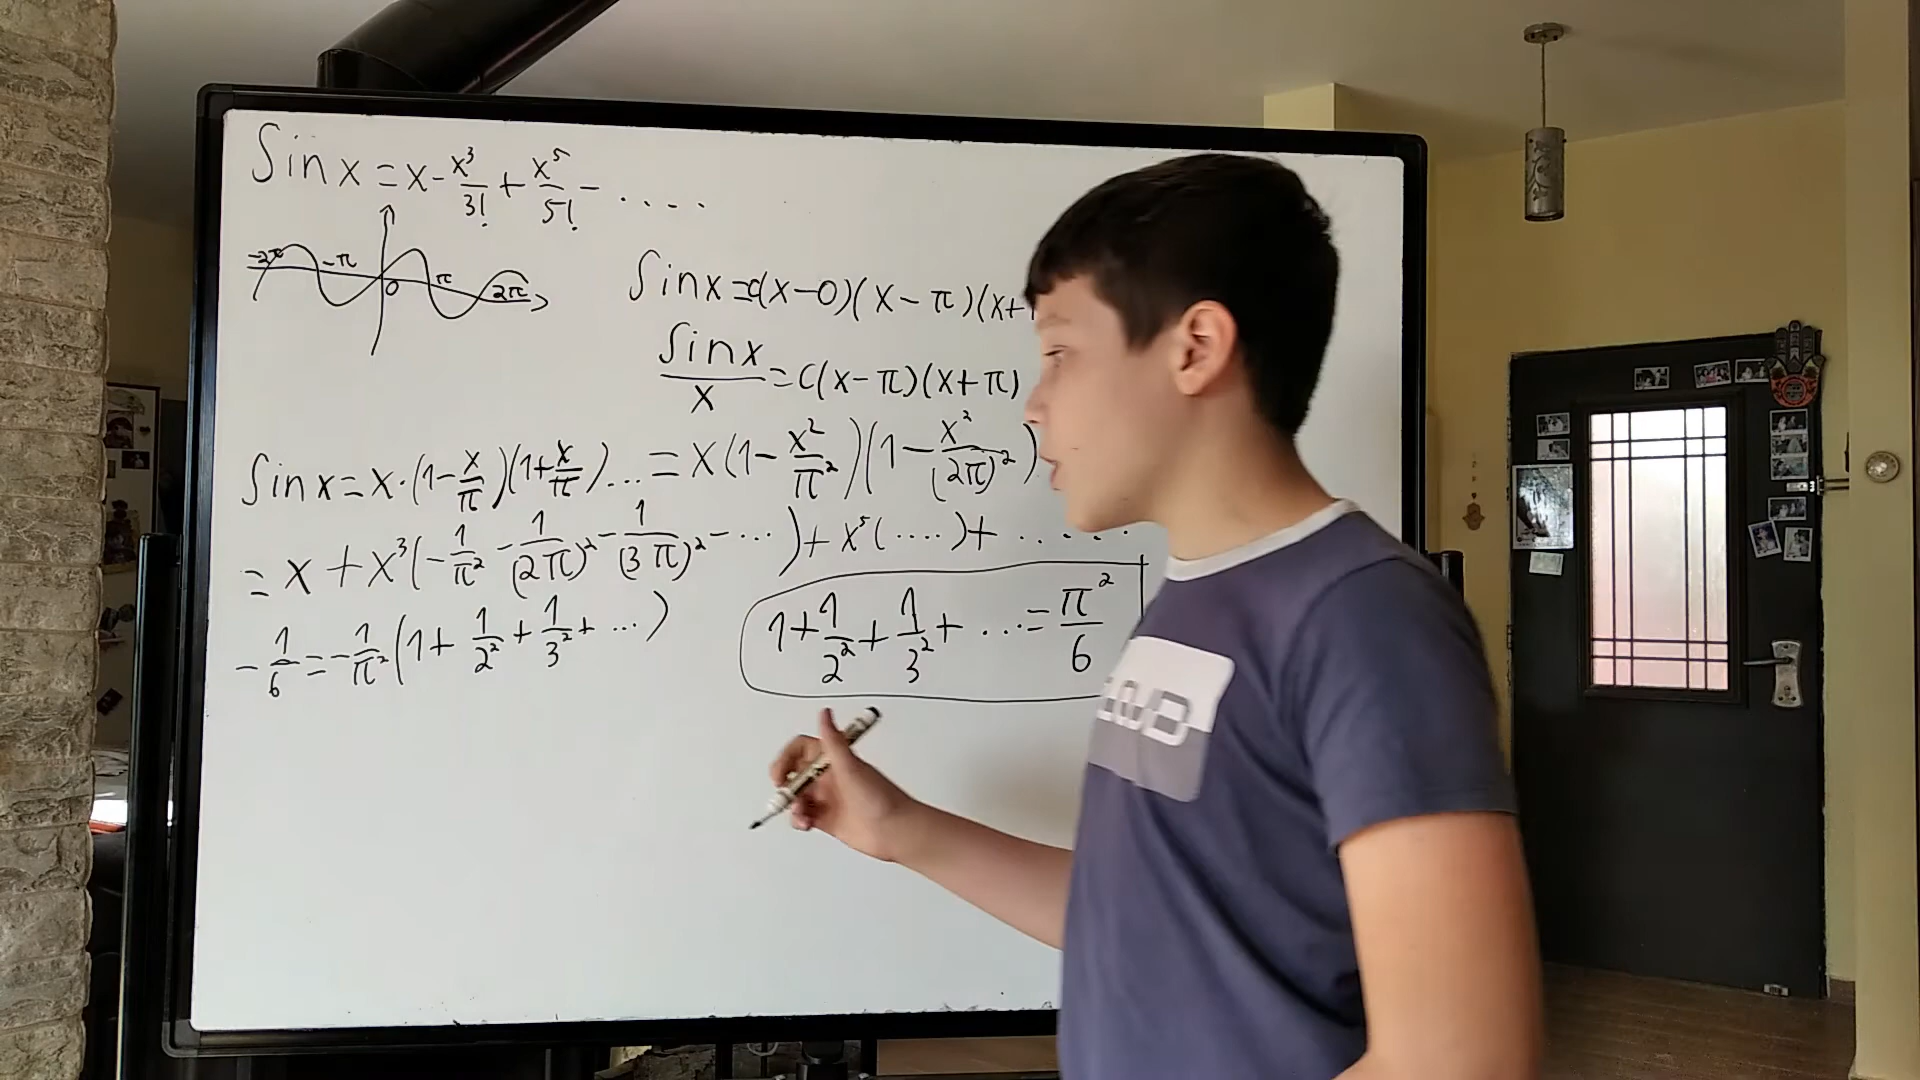 Sin x = x - x³/3! + x⁵/5! - ....
-2π -π 0 π 2π
Sin x = c(x-0)(x-π)(x+
Sin x/x = C(x-π)(x+π)
Sin x = x·(1-x/π)(1+x/π)... = x(1-x²/π²)(1-x²/(2π)²)
= x + x³(-1/π² - 1/(2π)² - 1/(3π)² - ...) + x⁵(....) + .....
-1/6 = -1/π²(1 + 1/2² + 1/3² + ...)
1 + 1/2² + 1/3² + ... = π²/6